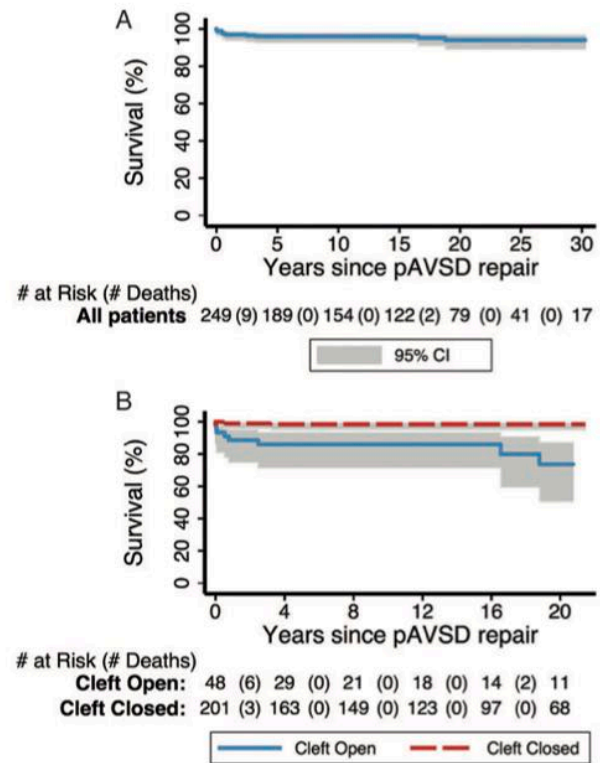 A
Survival (%)
100
80
60
40
20
0
0 5 10 15 20 25 30
Years since pAVSD repair
# at Risk (# Deaths)
All patients 249 (9) 189 (0) 154 (0) 122 (2) 79 (0) 41 (0) 17
95% CI
B
Survival (%)
100
80
60
40
20
0
0 4 8 12 16 20
Years since pAVSD repair
# at Risk (# Deaths)
Cleft Open: 48 (6) 29 (0) 21 (0) 18 (0) 14 (2) 11
Cleft Closed: 201 (3) 163 (0) 149 (0) 123 (0) 97 (0) 68
Cleft Open Cleft Closed